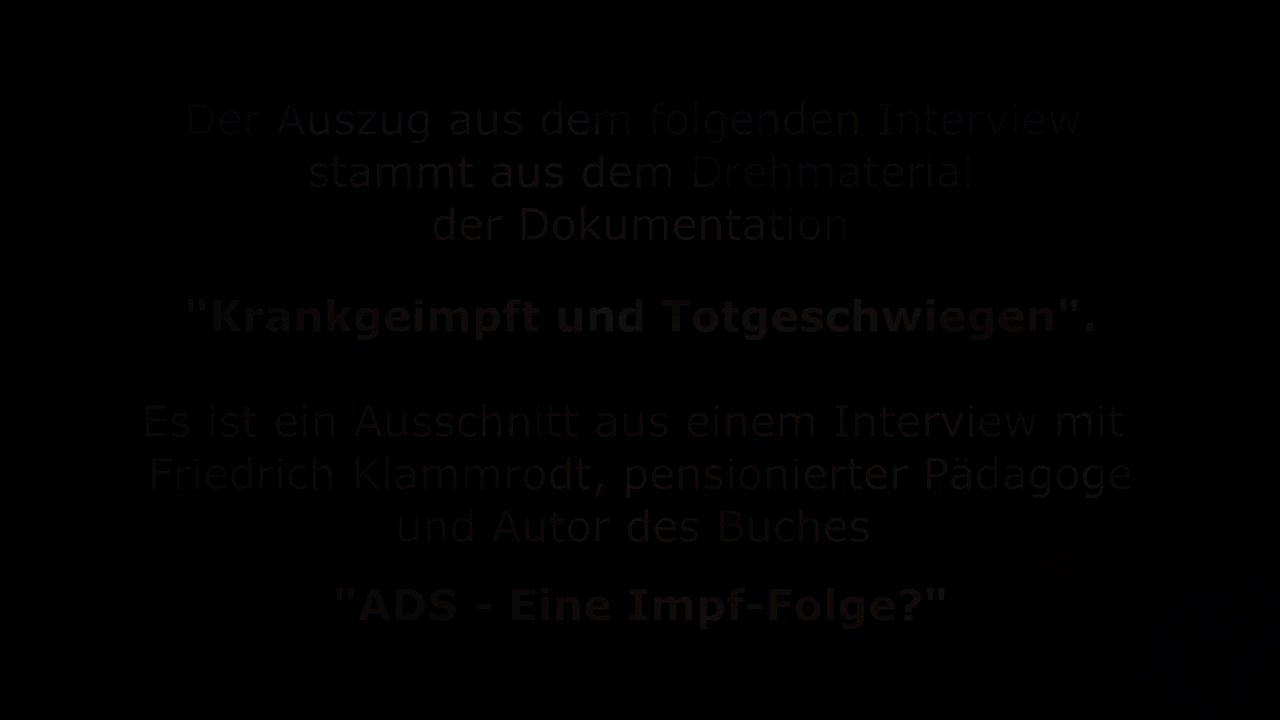 Der Auszug aus dem folgenden Interview
stammt aus dem Drehmaterial
der Dokumentation
"Krankgeimpft und Totgeschwiegen".
Es ist ein Ausschnitt aus einem Interview mit
Friedrich Klammrodt, pensionierter Pädagoge
und Autor des Buches
"ADS - Eine Impf-Folge?"